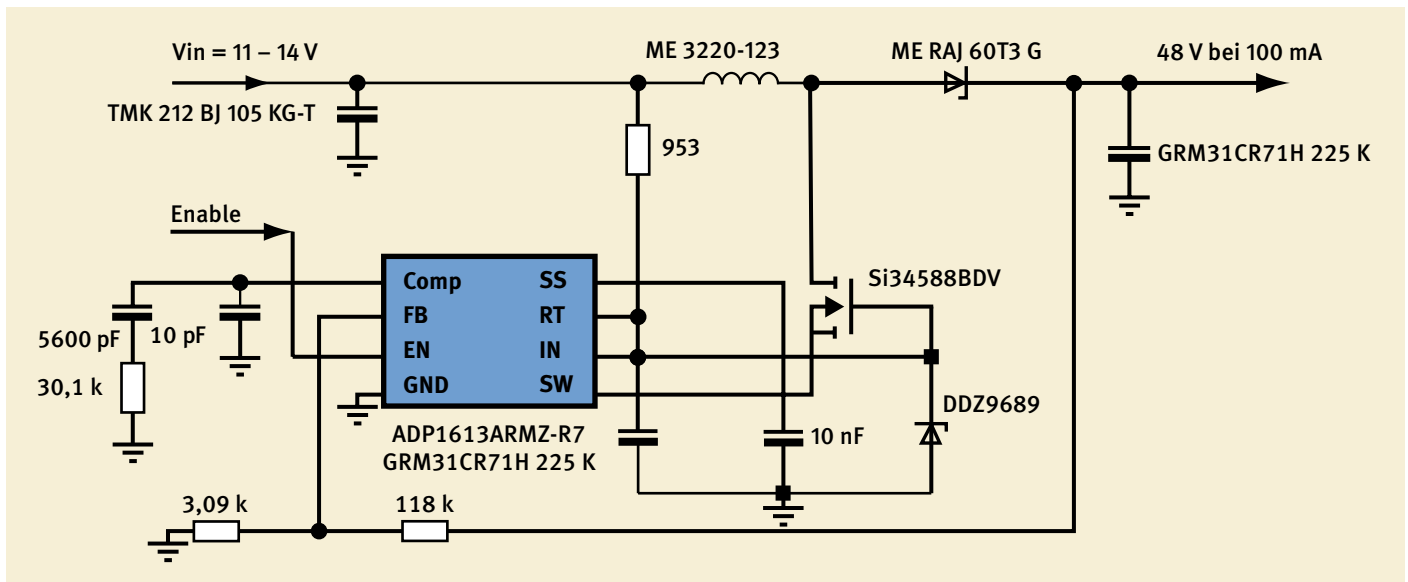 Vin = 11 – 14 V
ME 3220-123
ME RAJ 60T3 G
48 V bei 100 mA
TMK 212 BJ 105 KG-T
953
GRM31CR71H 225 K
Enable
Comp
SS
Si34588BDV
FB
RT
5600 pF
10 pF
EN
IN
30,1 k
GND
SW
DDZ9689
ADP1613ARMZ-R7
10 nF
GRM31CR71H 225 K
3,09 k
118 k